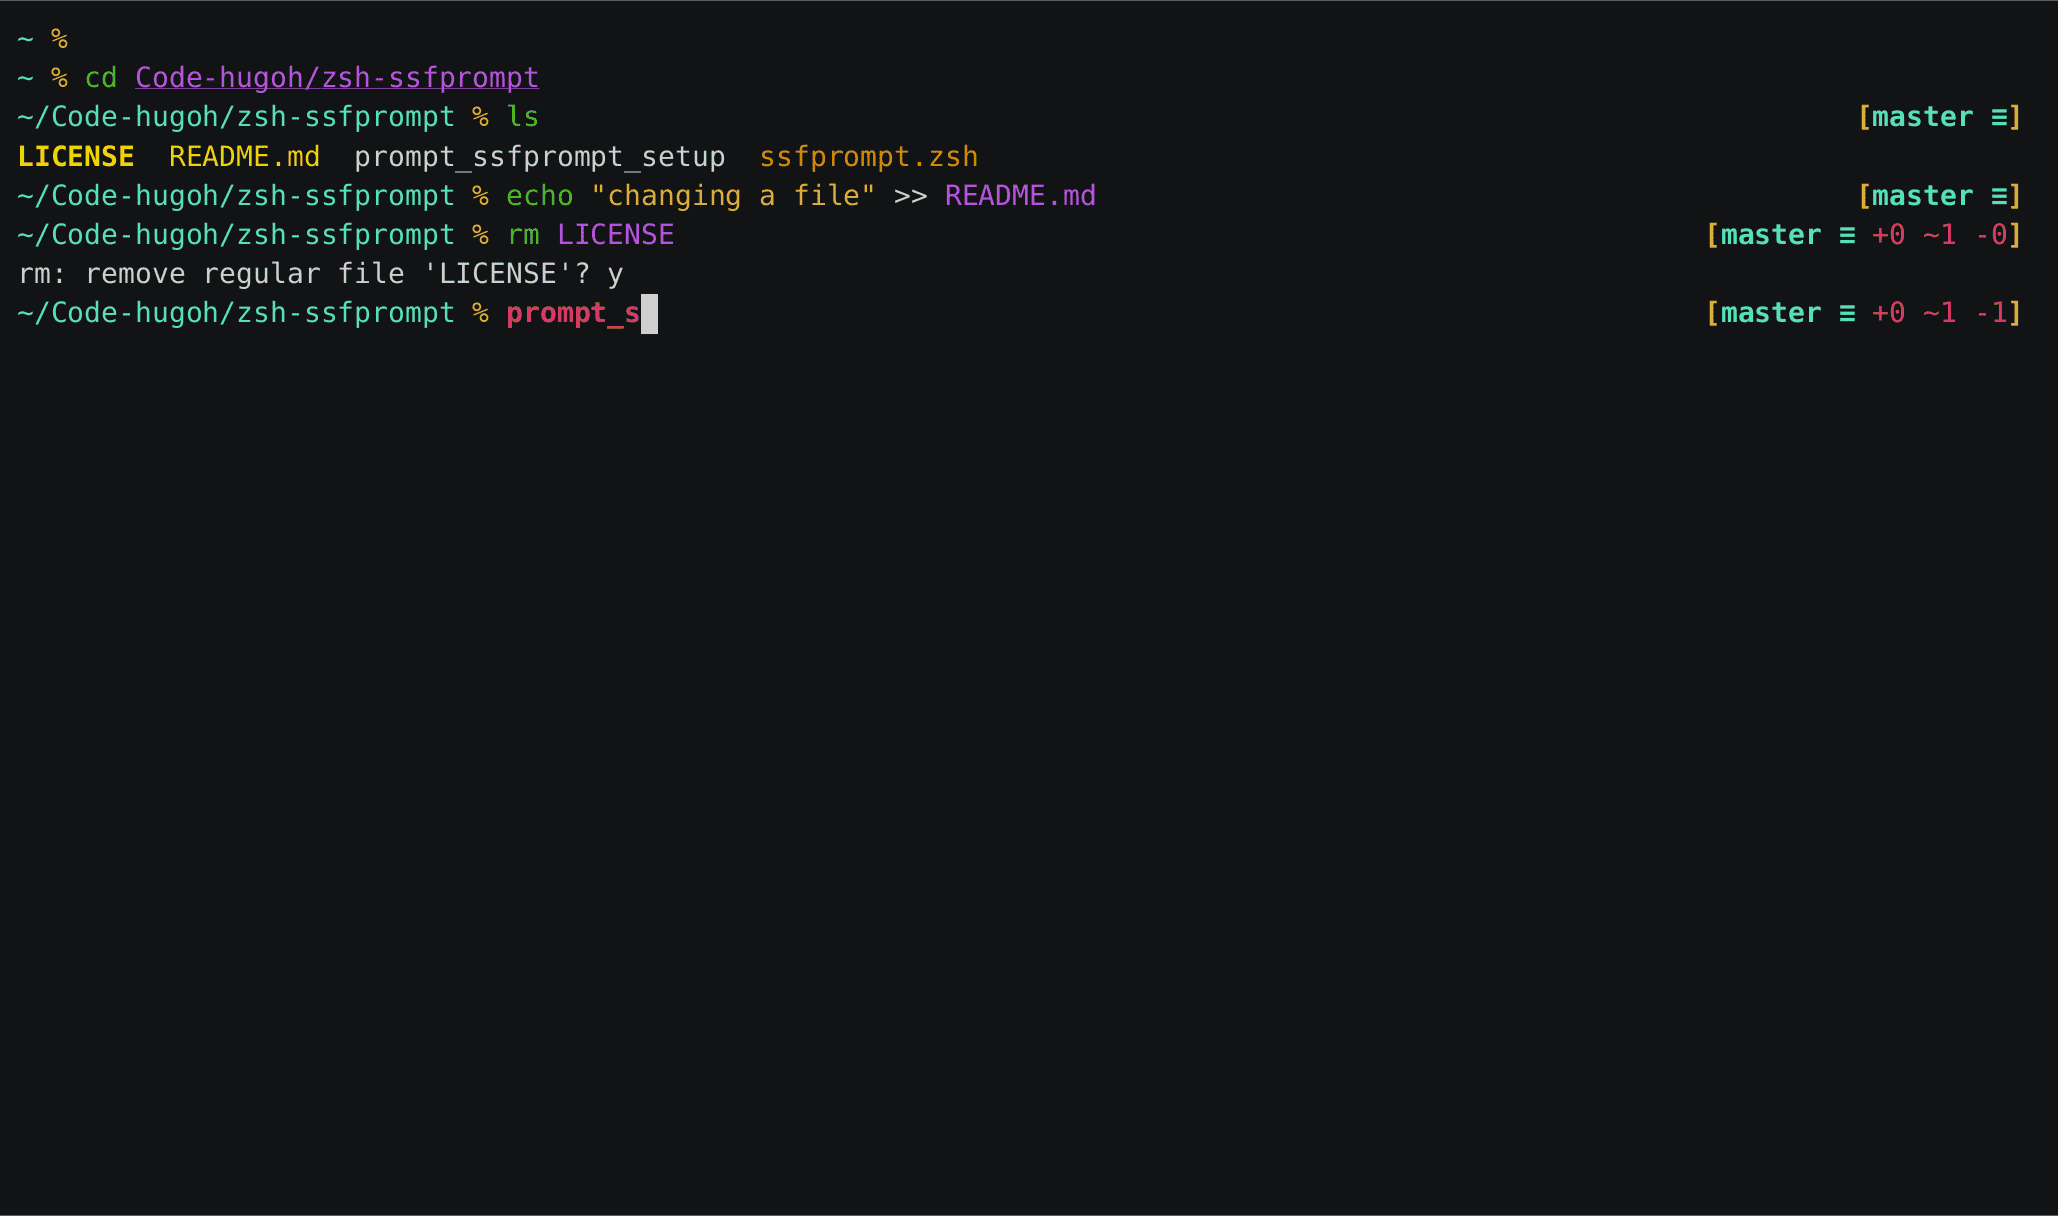 ~ %
~ % cd Code-hugoh/zsh-ssfprompt
~/Code-hugoh/zsh-ssfprompt % ls [master ≡]
LICENSE  README.md  prompt_ssfprompt_setup  ssfprompt.zsh
~/Code-hugoh/zsh-ssfprompt % echo "changing a file" >> README.md [master ≡]
~/Code-hugoh/zsh-ssfprompt % rm LICENSE [master ≡ +0 ~1 -0]
rm: remove regular file 'LICENSE'? y
~/Code-hugoh/zsh-ssfprompt % prompt_s [master ≡ +0 ~1 -1]